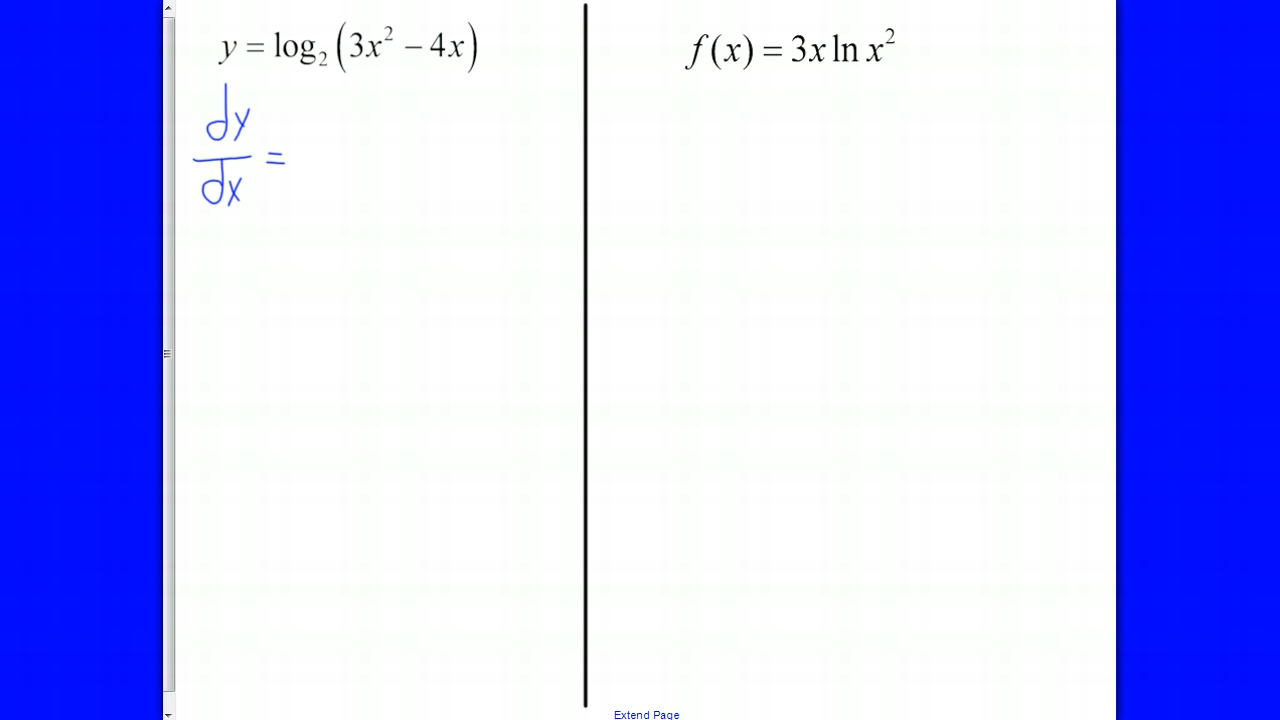 y = log₂ (3x² − 4x)
dy/dx =
f(x) = 3x ln x²
Extend Page